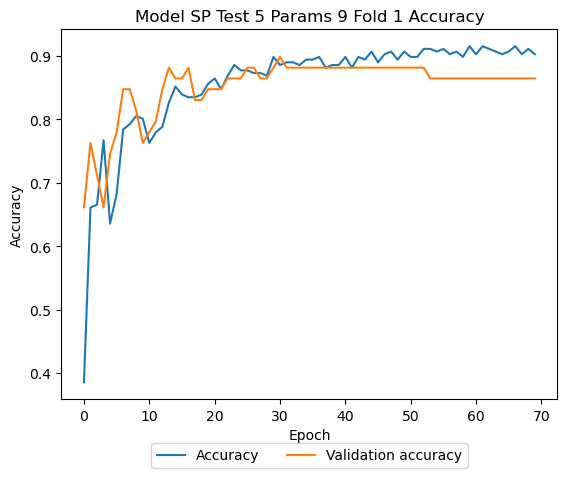 Model SP Test 5 Params 9 Fold 1 Accuracy
0.9
0.8
0.7
0.6
0.5
0.4
Accuracy
0 10 20 30 40 50 60 70
Epoch
Accuracy Validation accuracy